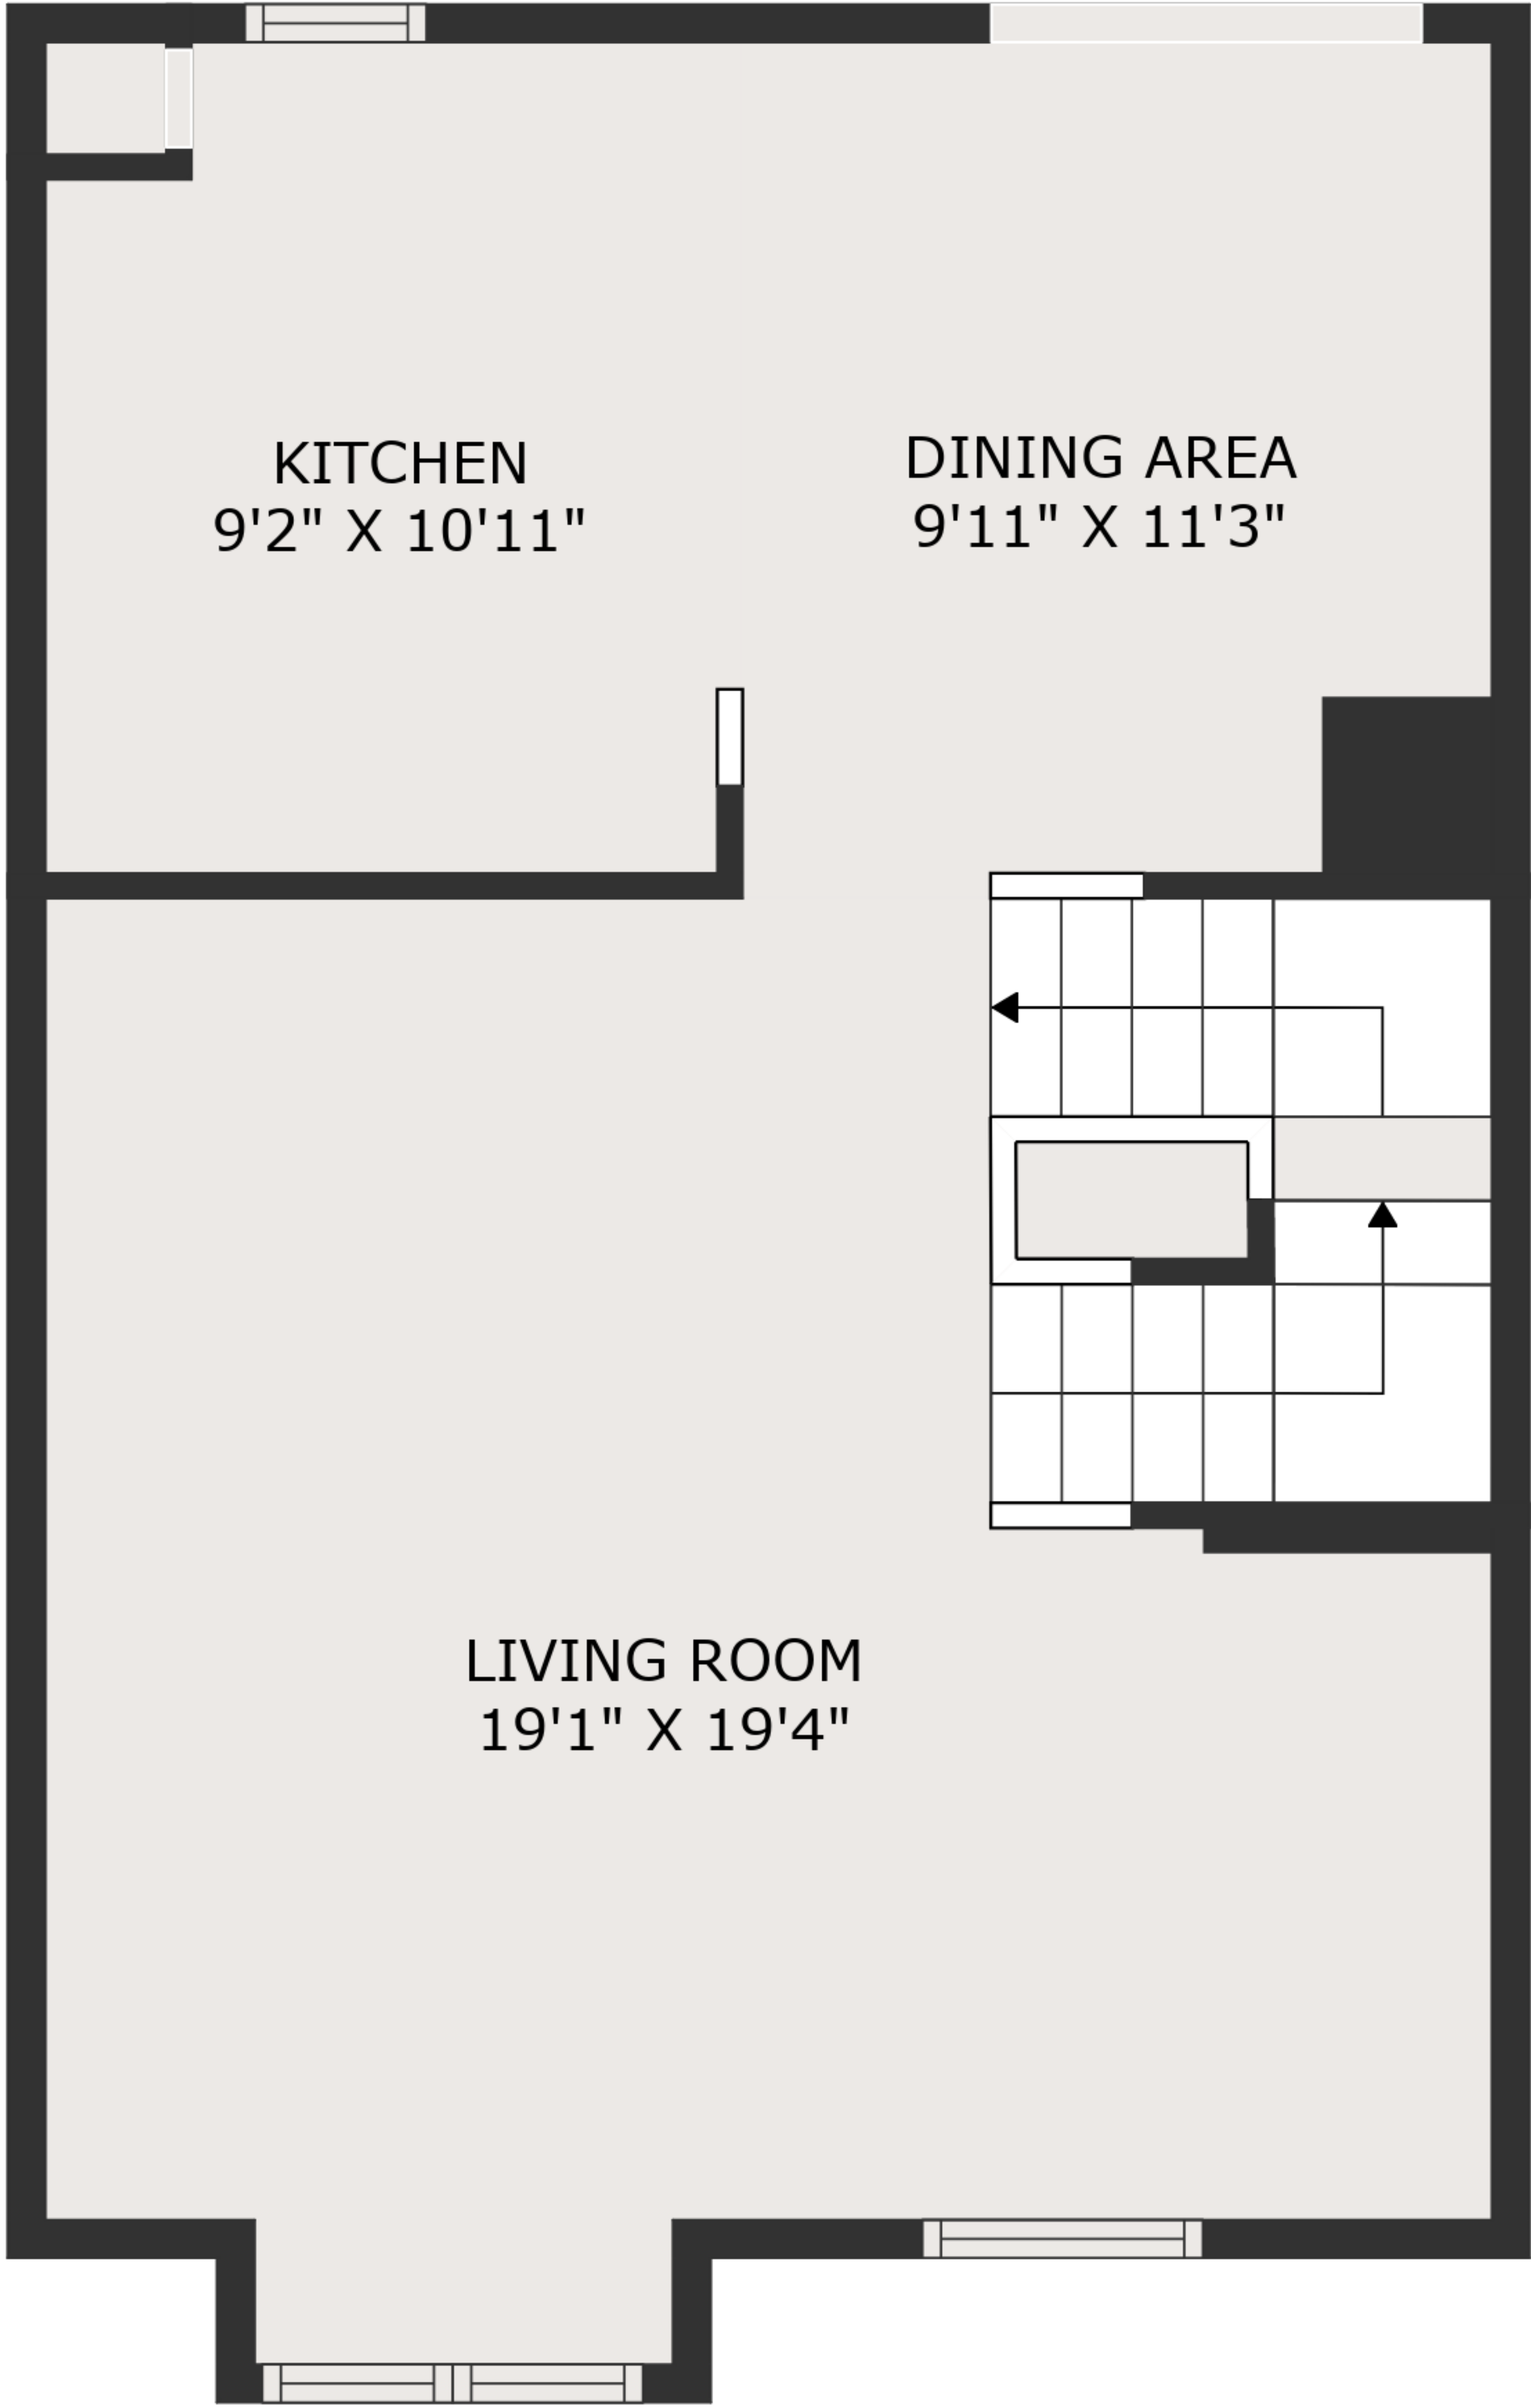 KITCHEN
9'2" X 10'11"
DINING AREA
9'11" X 11'3"
LIVING ROOM
19'1" X 19'4"